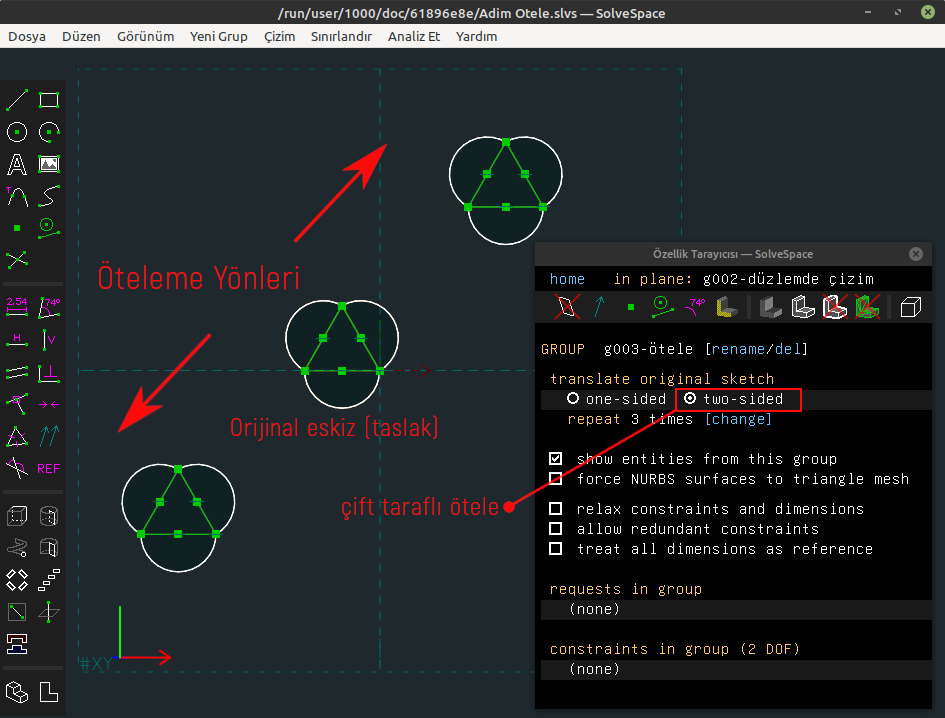 /run/user/1000/doc/61896e8e/Adim Otele.slvs — SolveSpace
Dosya Düzen Görünüm Yeni Grup Çizim Sınırlandır Analiz Et Yardım
A
T
2.54 74°
H V
REF
Öteleme Yönleri
Orijinal eskiz (taslak)
çift taraflı ötele
#XY
Özellik Tarayıcısı — SolveSpace
home in plane: g002-düzlemde çizim
74°
GROUP g003-ötele [rename/del]
translate original sketch
one-sided two-sided
repeat 3 times [change]
show entities from this group
force NURBS surfaces to triangle mesh
relax constraints and dimensions
allow redundant constraints
treat all dimensions as reference
requests in group
(none)
constraints in group (2 DOF)
(none)